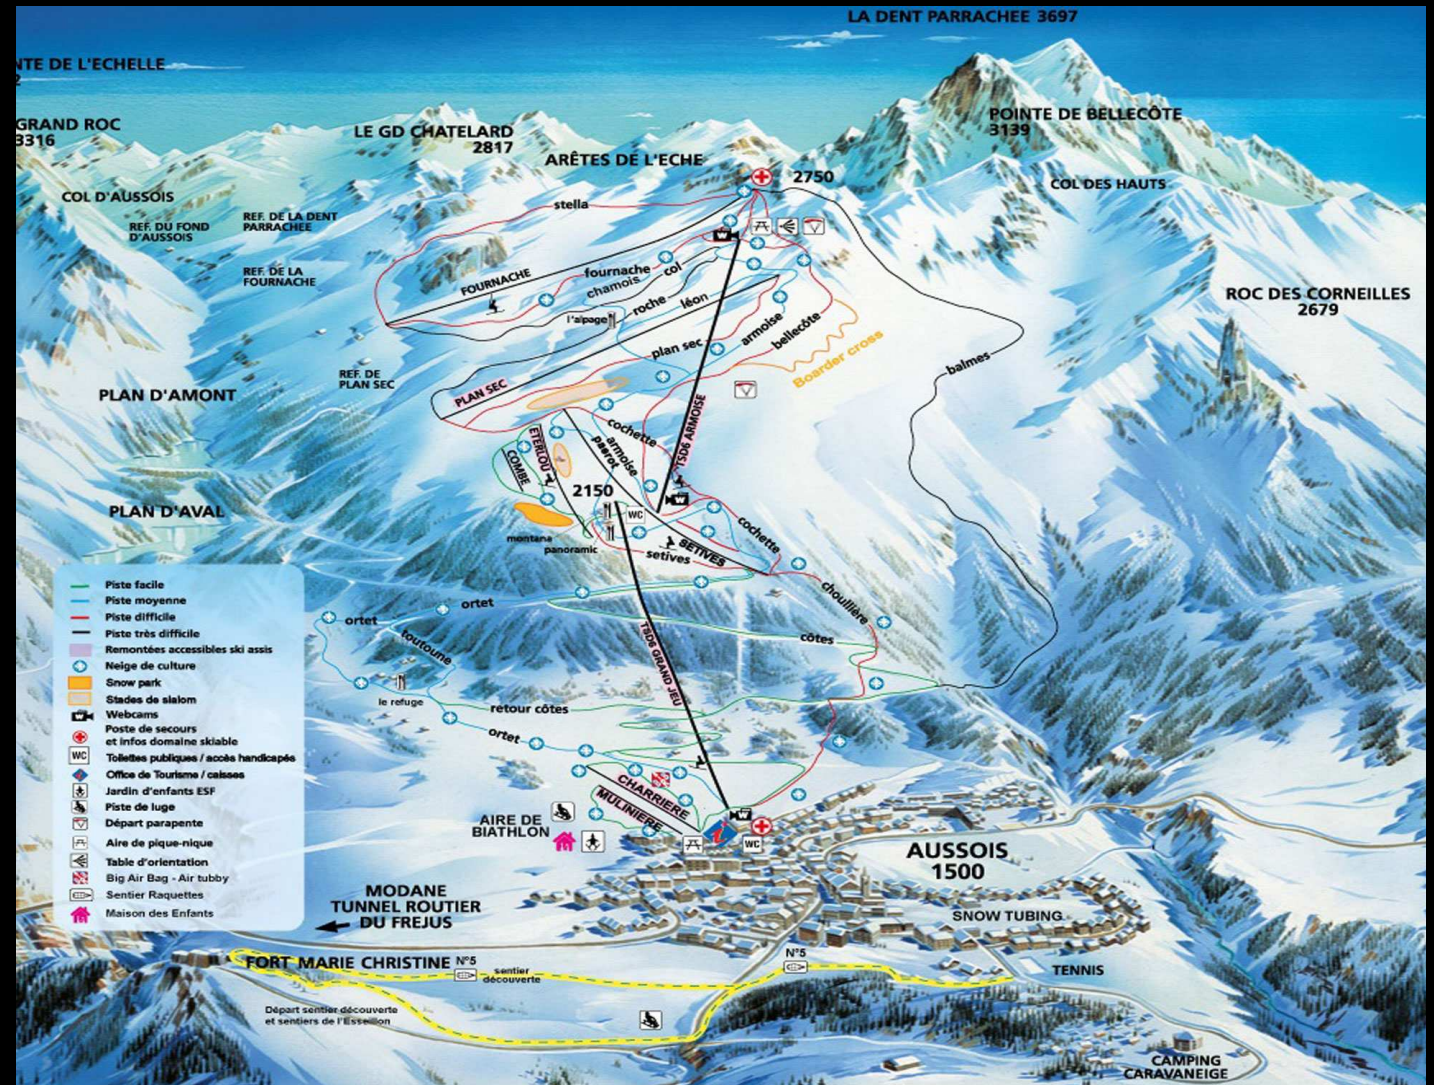 LA DENT PARRACHEE 3697
NTE DE L'ECHELLE
2
GRAND ROC
3316
LE GD CHATELARD
2817
POINTE DE BELLECÔTE
3139
ARÊTES DE L'ECHE
2750
COL DES HAUTS
COL D'AUSSOIS
stella
REF. DE LA DENT
PARRACHEE
REF. DU FOND
D'AUSSOIS
REF. DE LA
FOURNACHE
FOURNACHE
fournache
col
chamois
roche
léon
l'alpage
ROC DES CORNEILLES
2679
armoise
bellecôte
plan sec
Boarder cross
balmes
REF. DE
PLAN SEC
PLAN SEC
PLAN D'AMONT
TSD6 ARMOISE
cochette
armoise
paerot
ETERLOU
COMBE
2150
WC
PLAN D'AVAL
montana
panoramic
cochette
SETIVES
setives
chouillère
ortet
ortet
toutoune
côtes
TSD6 GRAND JEU
le refuge
retour côtes
ortet
Piste facile
Piste moyenne
Piste difficile
Piste très difficile
Remontées accessibles ski assis
Neige de culture
Snow park
Stades de slalom
Webcams
Poste de secours
et infos domaine skiable
WC
Toilettes publiques / accès handicapés
Office de Tourisme / caisses
Jardin d'enfants ESF
Piste de luge
Départ parapente
Aire de pique-nique
Table d'orientation
Big Air Bag - Air tubby
Sentier Raquettes
Maison des Enfants
CHARRIERE
MULINIERE
AIRE DE
BIATHLON
WC
AUSSOIS
1500
MODANE
TUNNEL ROUTIER
DU FREJUS
SNOW TUBING
FORT MARIE CHRISTINE
N°5
sentier
découverte
N°5
TENNIS
Départ sentier découverte
et sentiers de l'Esseillon
CAMPING
CARAVANEIGE